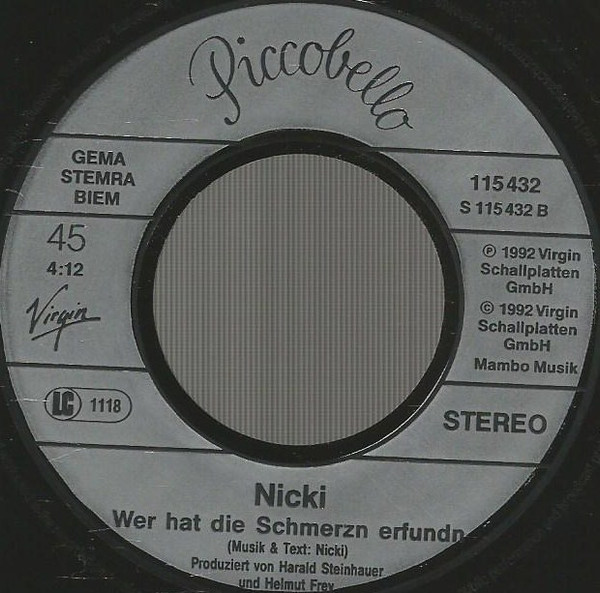 Piccobello
GEMA
STEMRA
BIEM
115 432
S 115 432 B
45
4:12
Virgin
℗ 1992 Virgin
Schallplatten
GmbH
© 1992 Virgin
Schallplatten
GmbH
Mambo Musik
LC 1118
STEREO
Nicki
Wer hat die Schmerzn erfundn
(Musik & Text: Nicki)
Produziert von Harald Steinhauer
und Helmut Frey